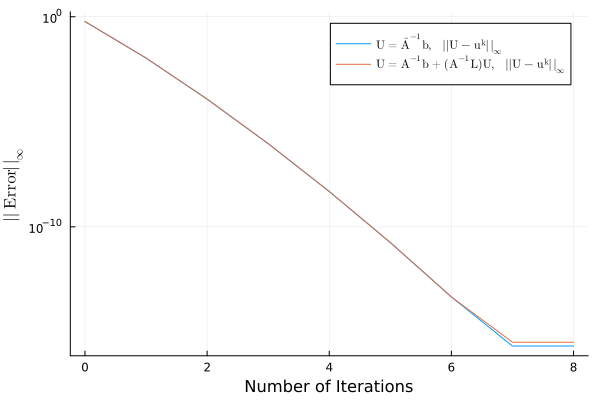 10⁰
U = Ã⁻¹b, ||U − uᵏ||∞
U = A⁻¹b + (A⁻¹L)U, ||U − uᵏ||∞
|| Error||∞
10⁻¹⁰
0 2 4 6 8
Number of Iterations